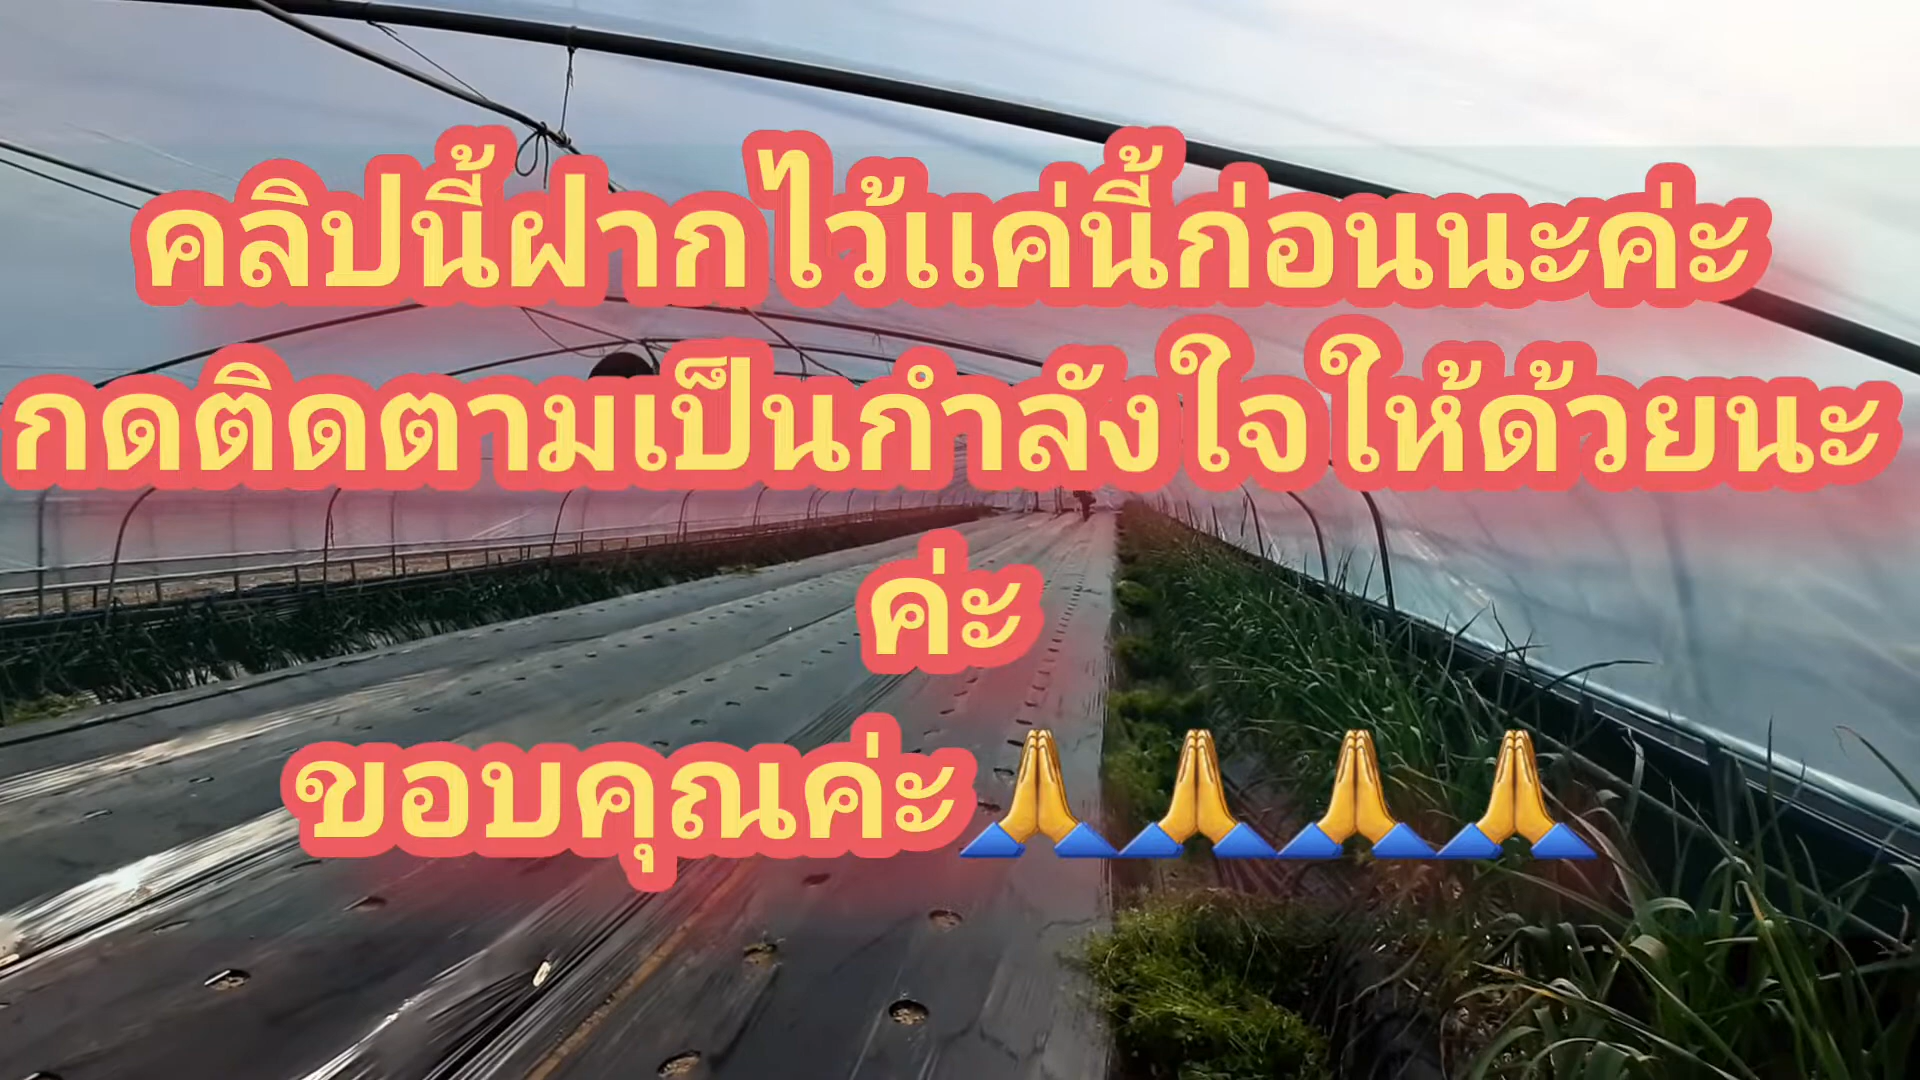 คลิปนี้ฝากไว้แค่นี้ก่อนนะค่ะ
กดติดตามเป็นกำลังใจให้ด้วยนะ
ค่ะ
ขอบคุณค่ะ🙏🙏🙏🙏